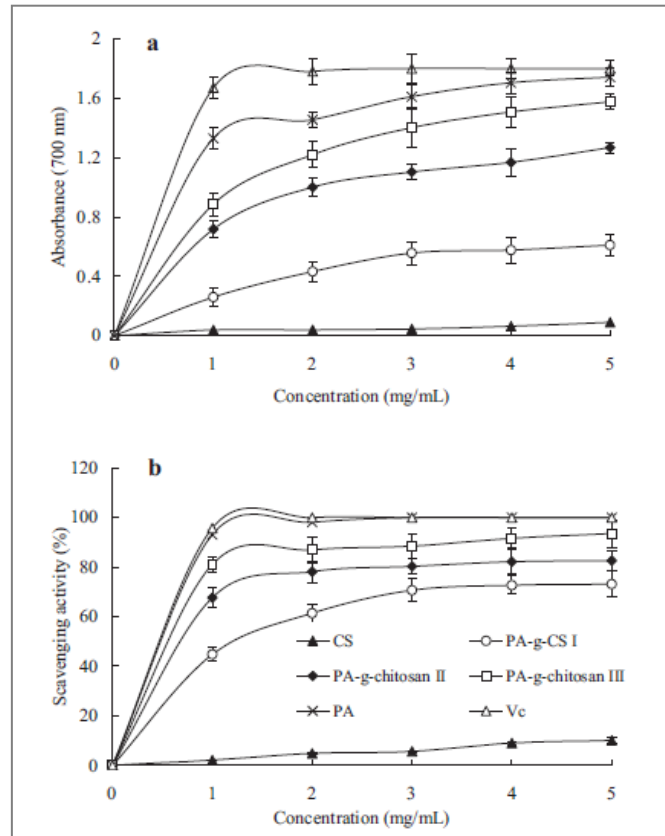 a
2
1.6
1.2
0.8
0.4
0
Absorbance (700 nm)
0 1 2 3 4 5
Concentration (mg/mL)
b
120
100
80
60
40
20
0
Scavenging activity (%)
CS PA-g-CS I
PA-g-chitosan II PA-g-chitosan III
PA Vc
0 1 2 3 4 5
Concentration (mg/mL)